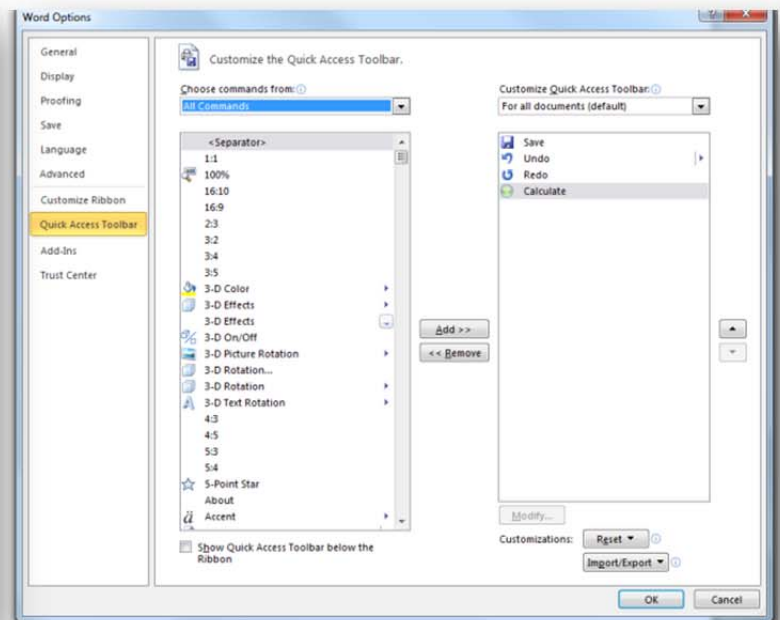 Word Options
General
Display
Proofing
Save
Language
Advanced
Customize Ribbon
Quick Access Toolbar
Add-Ins
Trust Center
Customize the Quick Access Toolbar.
Choose commands from:
All Commands
<Separator>
1:1
100%
16:10
16:9
2:3
3:2
3:4
3:5
3-D Color
3-D Effects
3-D Effects
3-D On/Off
3-D Picture Rotation
3-D Rotation...
3-D Rotation
3-D Text Rotation
4:3
4:5
5:3
5:4
5-Point Star
About
Accent
Show Quick Access Toolbar below the
Ribbon
Add >>
<< Remove
Customize Quick Access Toolbar:
For all documents (default)
Save
Undo
Redo
Calculate
Modify...
Customizations:
Reset
Import/Export
OK
Cancel